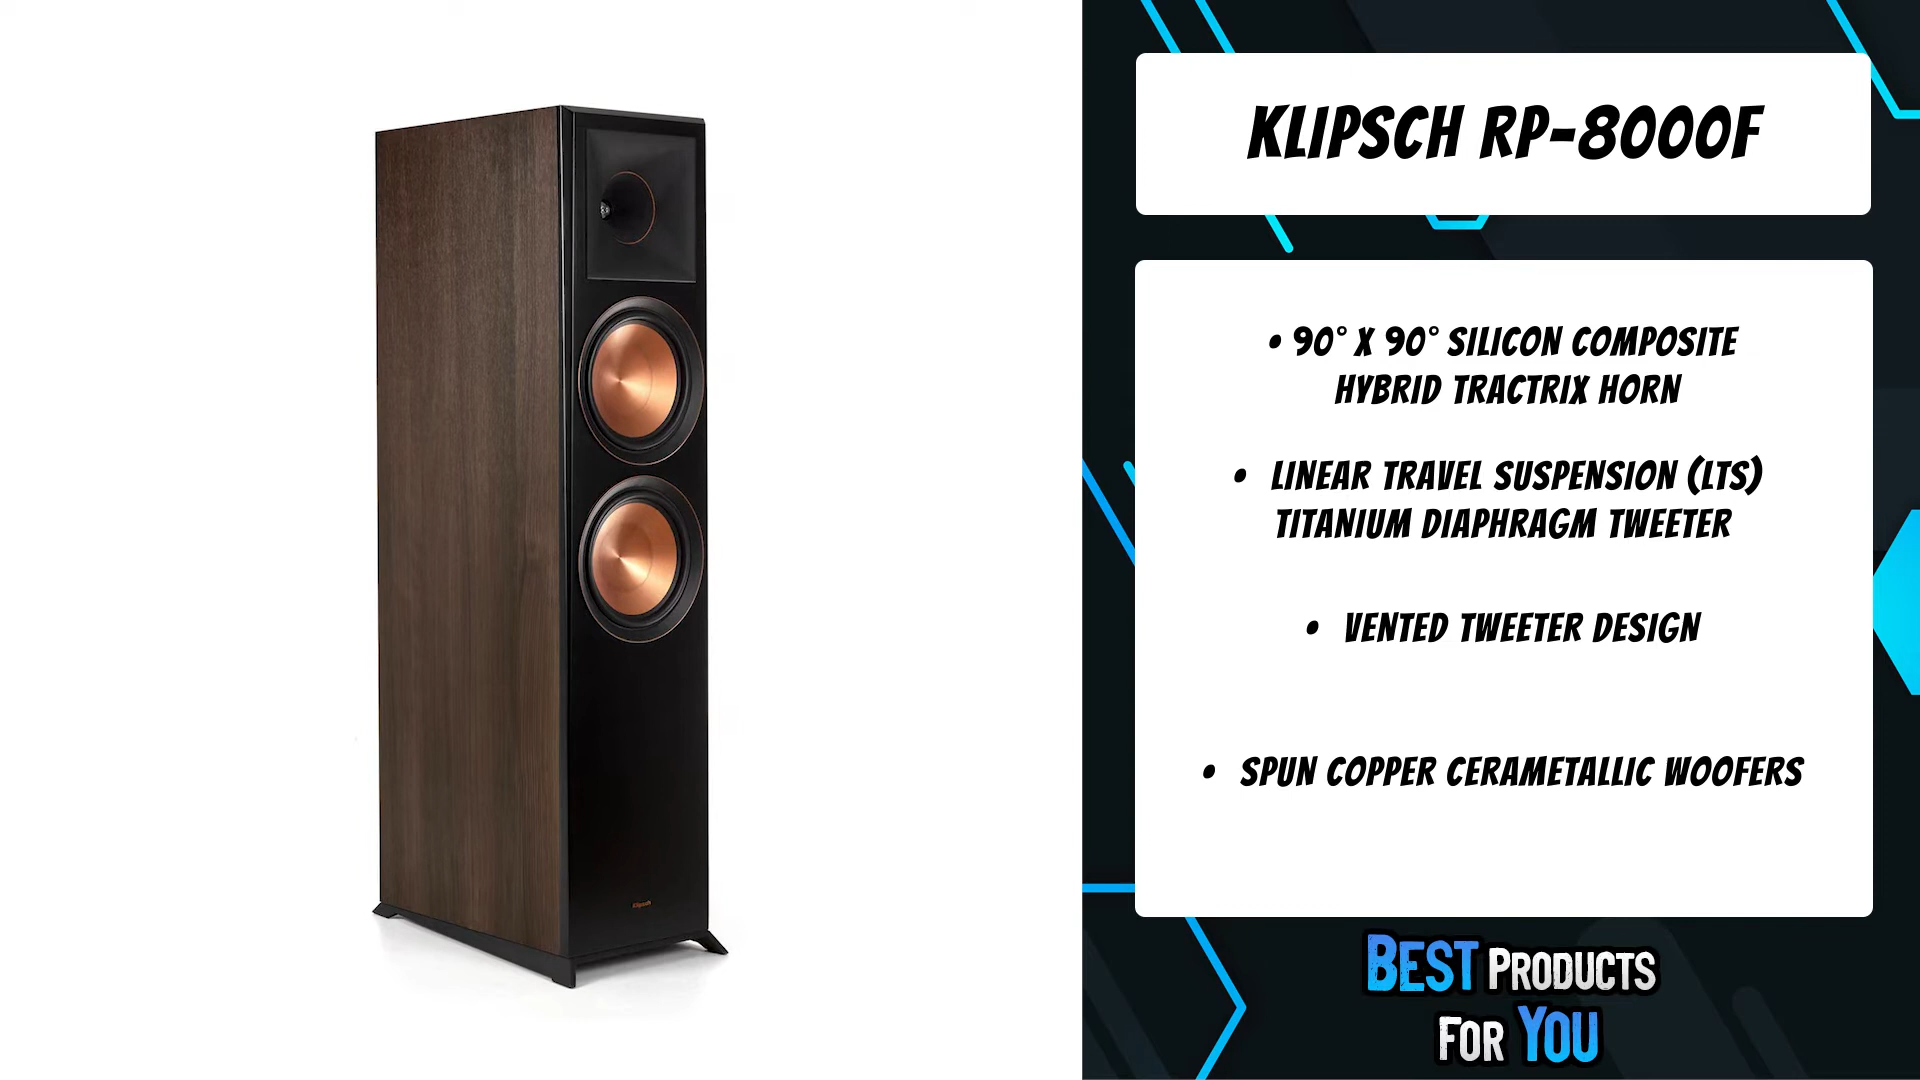 KLIPSCH RP-8000F
• 90° X 90° SILICON COMPOSITE
HYBRID TRACTRIX HORN
• LINEAR TRAVEL SUSPENSION (LTS)
TITANIUM DIAPHRAGM TWEETER
• VENTED TWEETER DESIGN
• SPUN COPPER CERAMETALLIC WOOFERS
Klipsch
BEST PRODUCTS
FOR YOU